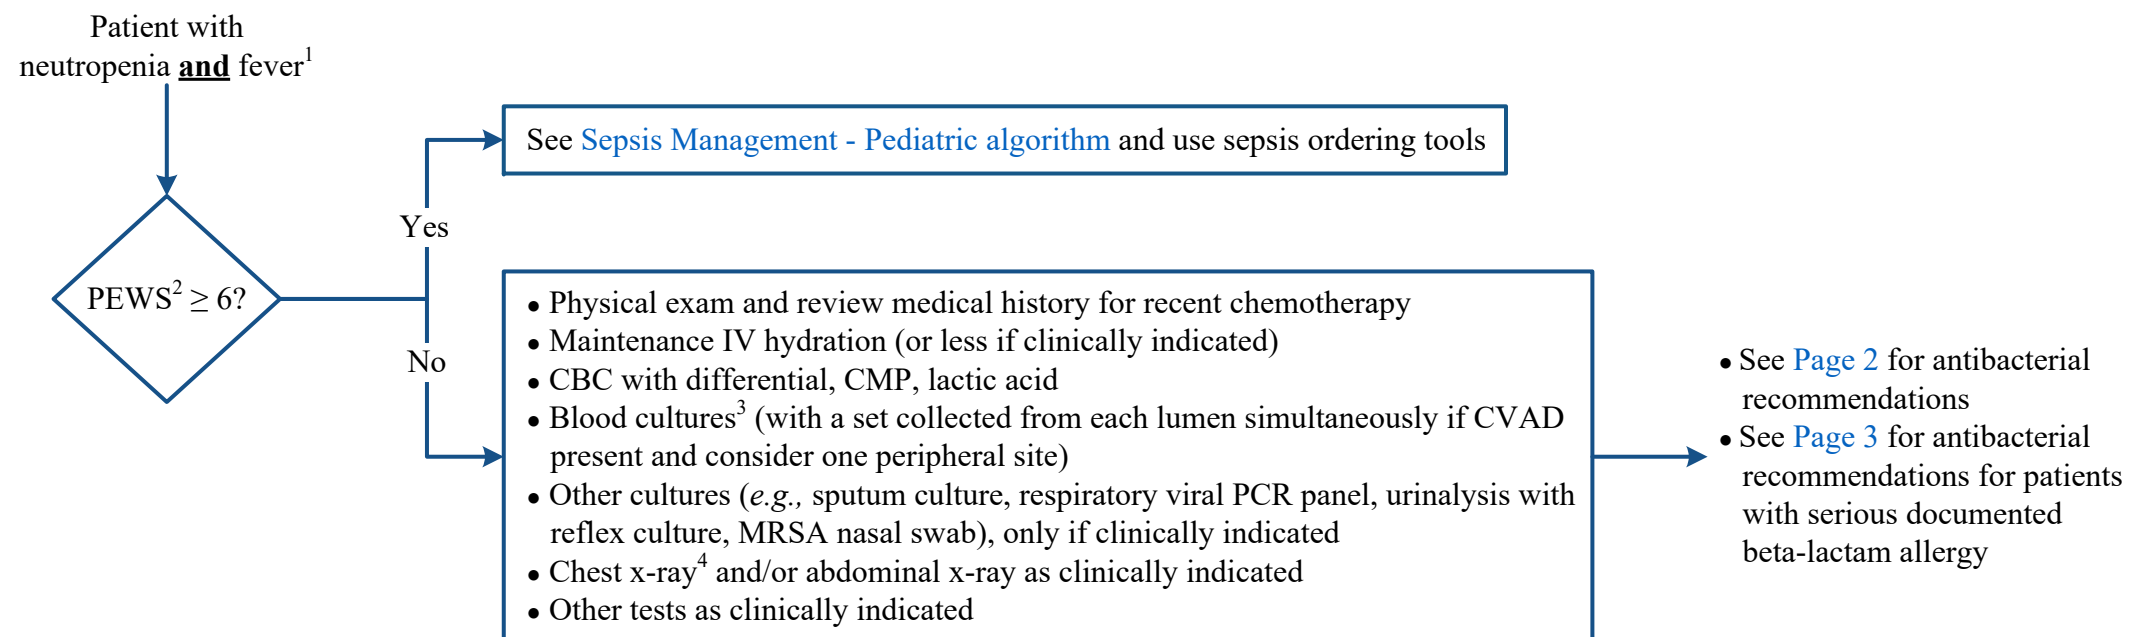 Patient with
neutropenia and fever1
See Sepsis Management - Pediatric algorithm and use sepsis ordering tools
Yes
PEWS2 ≥ 6?
No
● Physical exam and review medical history for recent chemotherapy
● Maintenance IV hydration (or less if clinically indicated)
● CBC with differential, CMP, lactic acid
● Blood cultures3 (with a set collected from each lumen simultaneously if CVAD
present and consider one peripheral site)
● Other cultures (e.g., sputum culture, respiratory viral PCR panel, urinalysis with
reflex culture, MRSA nasal swab), only if clinically indicated
● Chest x-ray4 and/or abdominal x-ray as clinically indicated
● Other tests as clinically indicated
● See Page 2 for antibacterial
recommendations
● See Page 3 for antibacterial
recommendations for patients
with serious documented
beta-lactam allergy